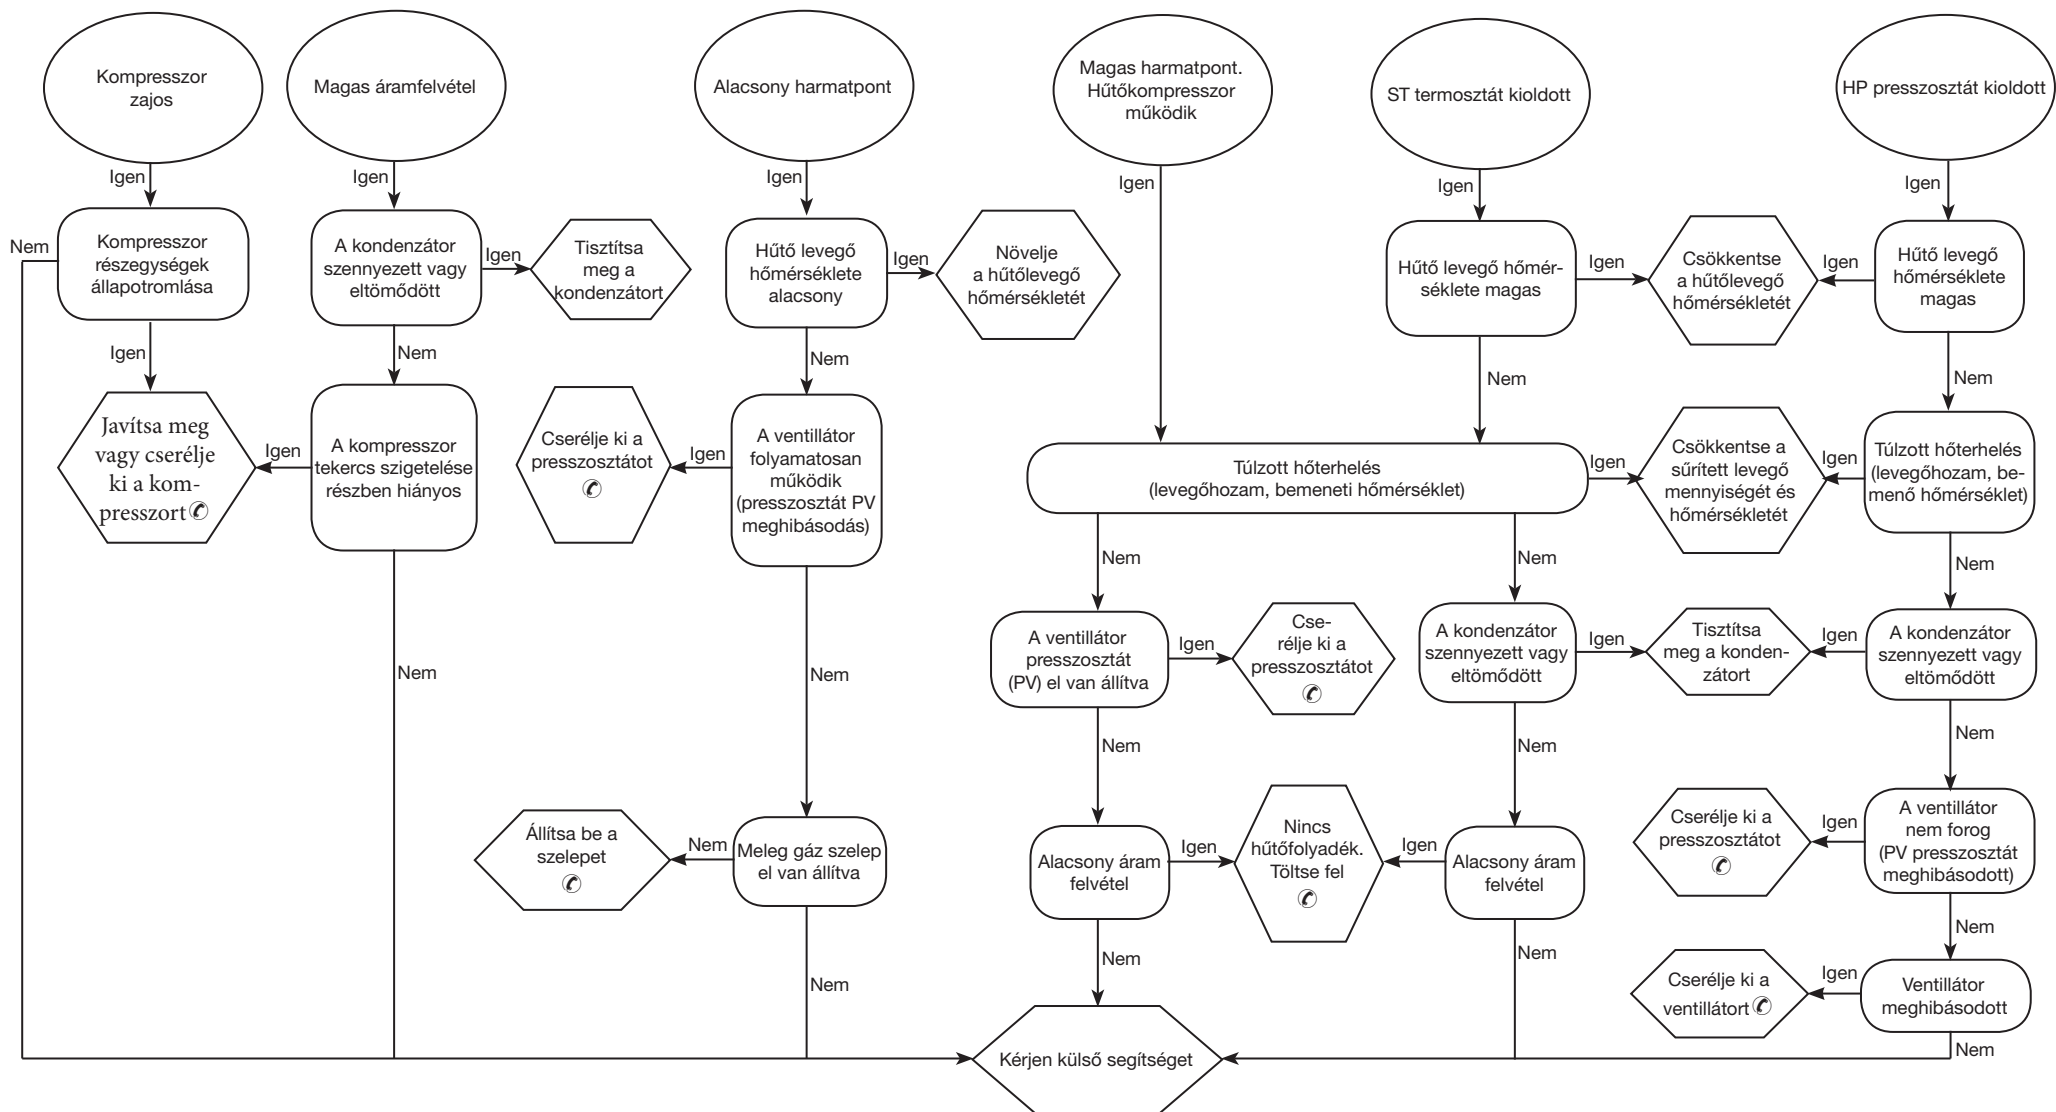 Kompresszor
zajos
Magas áramfelvétel
Alacsony harmatpont
Magas harmatpont.
Hűtőkompresszor
működik
ST termosztát kioldott
HP presszosztát kioldott
Igen
Igen
Igen
Igen
Igen
Igen
Nem
Kompresszor
részegységek
állapotromlása
A kondenzátor
szennyezett vagy
eltömődött
Igen
Tisztítsa
meg a
kondenzátort
Hűtő levegő
hőmérséklete
alacsony
Igen
Növelje
a hűtőlevegő
hőmérsékletét
Hűtő levegő hőmér-
séklete magas
Igen
Csökkentse
a hűtőlevegő
hőmérsékletét
Igen
Hűtő levegő
hőmérséklete
magas
Igen
Nem
Nem
Nem
Nem
Javítsa meg
vagy cserélje
ki a kom-
presszort
Igen
A kompresszor
tekercs szigetelése
részben hiányos
Cserélje ki a
presszosztátot
Igen
A ventillátor
folyamatosan
működik
(presszosztát PV
meghibásodás)
Túlzott hőterhelés
(levegőhozam, bemeneti hőmérséklet)
Igen
Csökkentse a
sűrített levegő
mennyiségét és
hőmérsékletét
Igen
Túlzott hőterhelés
(levegőhozam, be-
menő hőmérséklet)
Nem
Nem
Nem
Nem
Nem
A ventillátor
presszosztát
(PV) el van állítva
Igen
Cse-
rélje ki a
presszosztátot
A kondenzátor
szennyezett vagy
eltömődött
Igen
Tisztítsa
meg a konden-
zátort
Igen
A kondenzátor
szennyezett vagy
eltömődött
Nem
Nem
Nem
Állítsa be a
szelepet
Nem
Meleg gáz szelep
el van állítva
Alacsony áram
felvétel
Igen
Nincs
hűtőfolyadék.
Töltse fel
Igen
Alacsony áram
felvétel
Cserélje ki a
presszosztátot
Igen
A ventillátor
nem forog
(PV presszosztát
meghibásodott)
Nem
Nem
Nem
Nem
Cserélje ki a
ventillátort
Igen
Ventillátor
meghibásodott
Nem
Kérjen külső segítséget